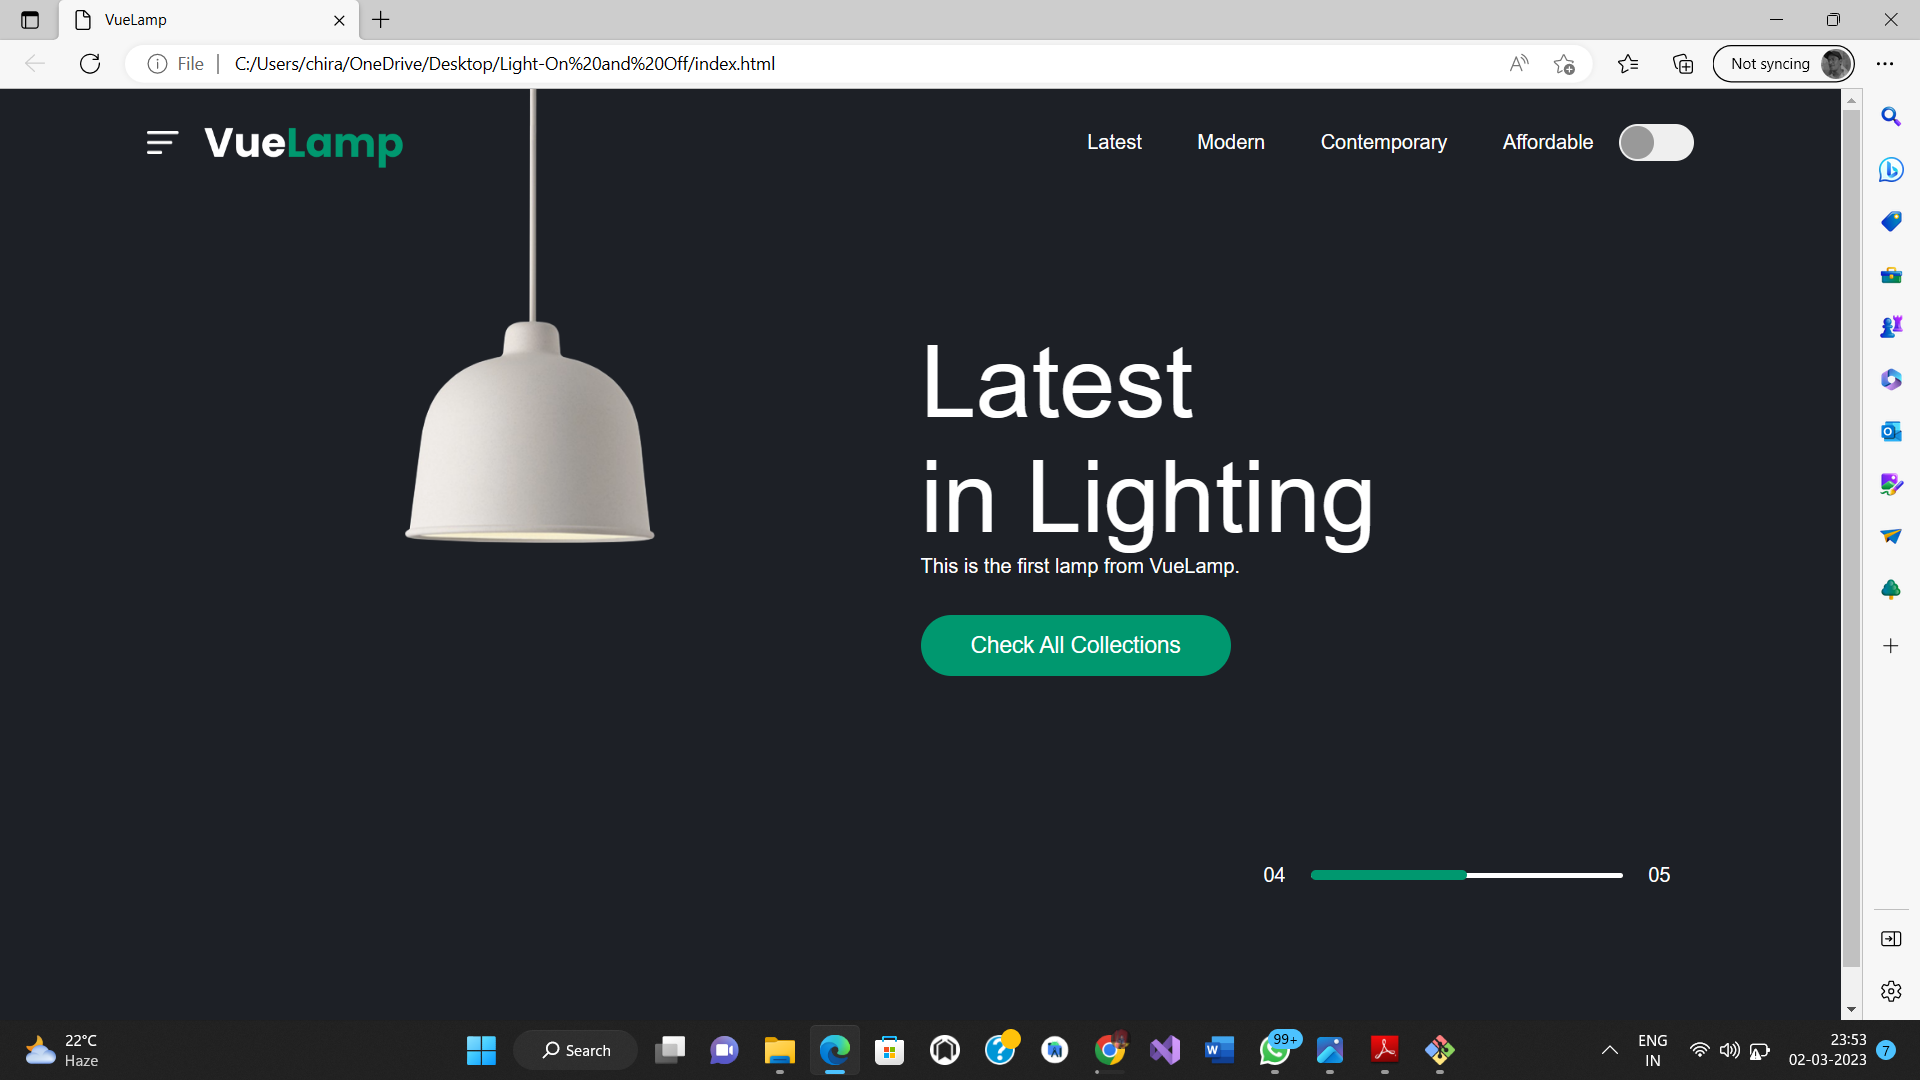 VueLamp
File
C:/Users/chira/OneDrive/Desktop/Light-On%20and%20Off/index.html
Not syncing
VueLamp
Latest
Modern
Contemporary
Affordable
Latest
in Lighting
This is the first lamp from VueLamp.
Check All Collections
04
05
22°C
Haze
Search
99+
ENG
IN
23:53
02-03-2023
7